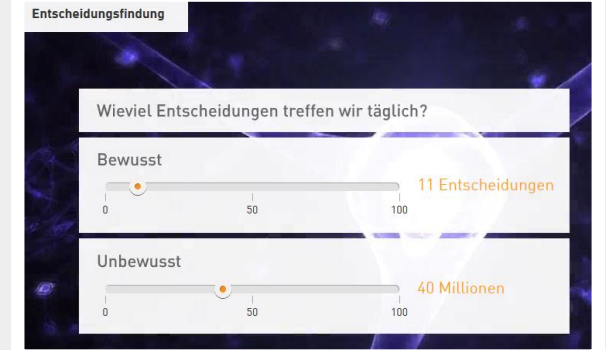 Entscheidungsfindung
Wieviel Entscheidungen treffen wir täglich?
Bewusst
11 Entscheidungen
0 50 100
Unbewusst
40 Millionen
0 50 100